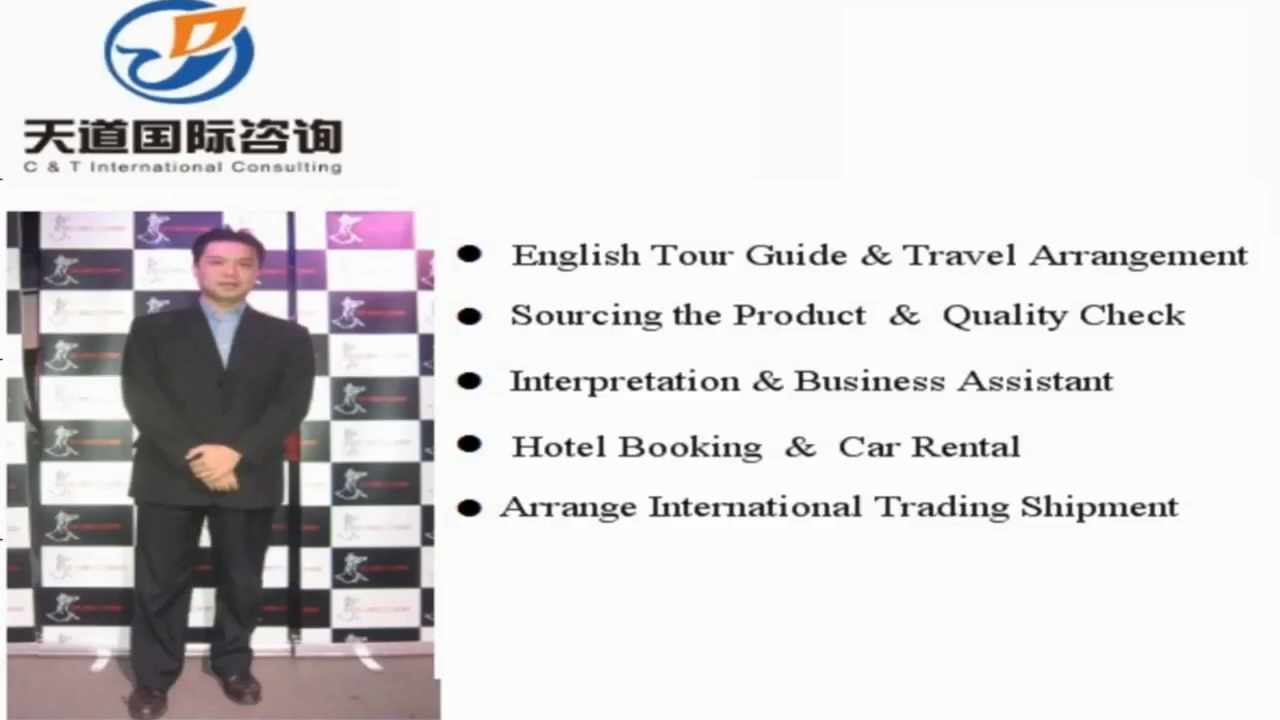 天道国际咨询
C & T International Consulting
● English Tour Guide & Travel Arrangement
● Sourcing the Product & Quality Check
● Interpretation & Business Assistant
● Hotel Booking & Car Rental
● Arrange International Trading Shipment